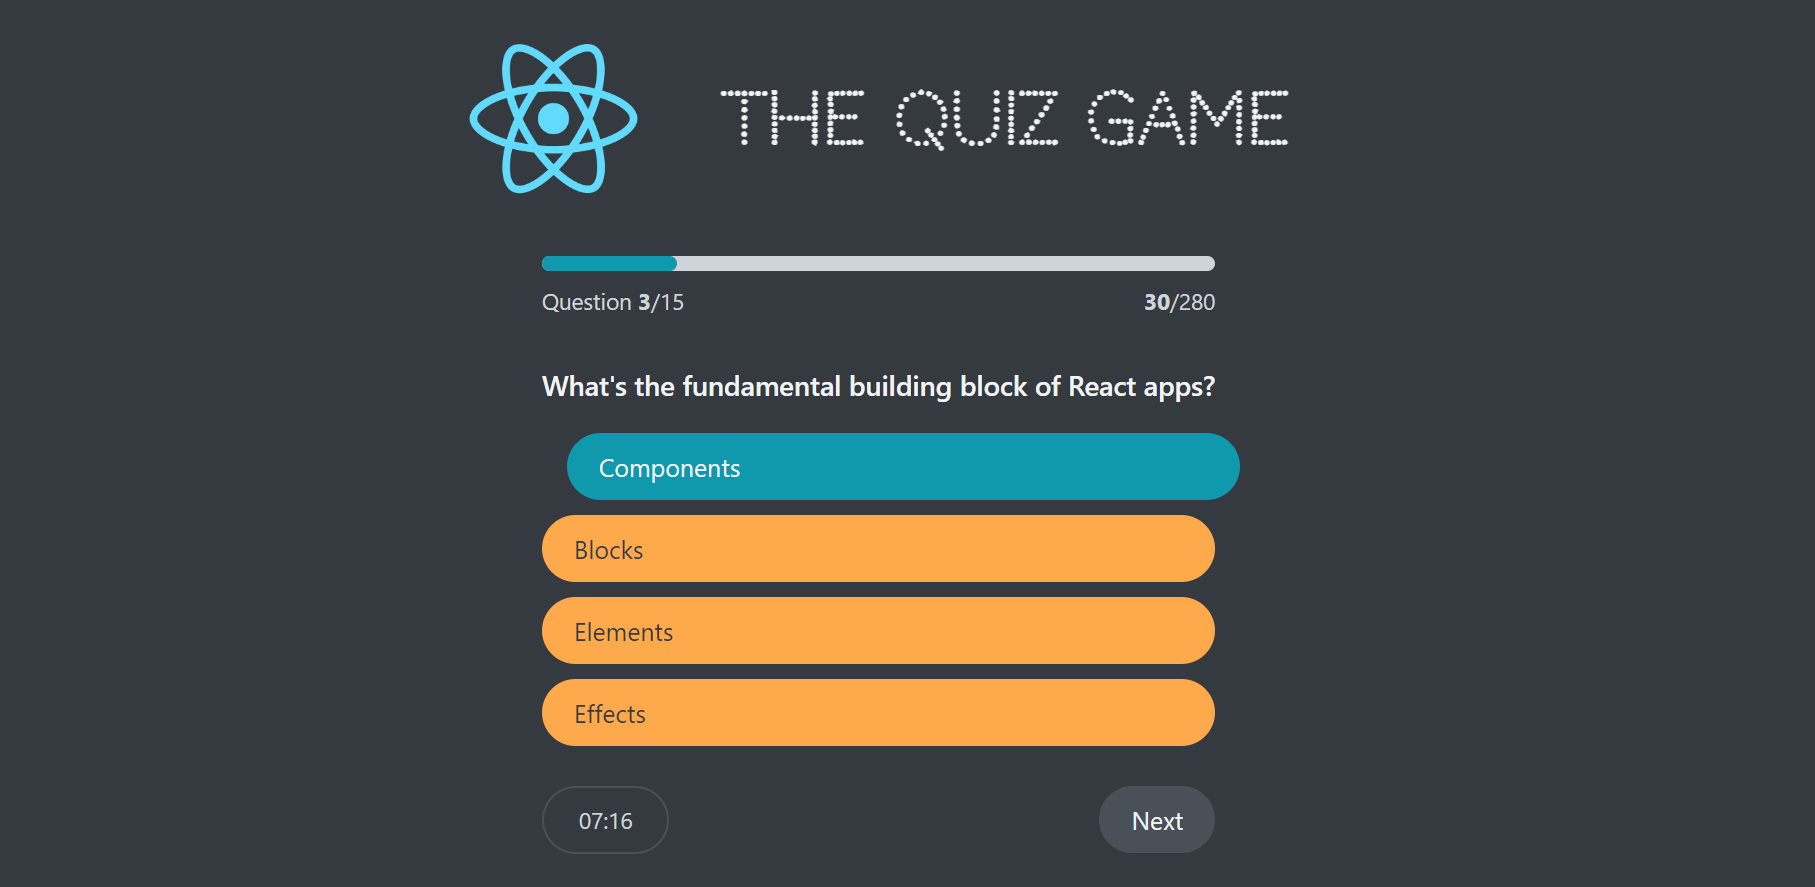 THE QUIZ GAME
Question 3/15
30/280
What's the fundamental building block of React apps?
Components
Blocks
Elements
Effects
07:16
Next